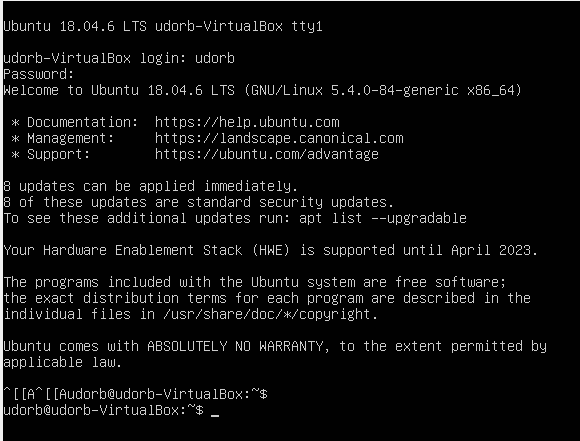 Ubuntu 18.04.6 LTS udorb-VirtualBox tty1
udorb-VirtualBox login: udorb
Password:
Welcome to Ubuntu 18.04.6 LTS (GNU/Linux 5.4.0-84-generic x86_64)
* Documentation:  https://help.ubuntu.com
* Management:     https://landscape.canonical.com
* Support:        https://ubuntu.com/advantage
8 updates can be applied immediately.
8 of these updates are standard security updates.
To see these additional updates run: apt list --upgradable
Your Hardware Enablement Stack (HWE) is supported until April 2023.
The programs included with the Ubuntu system are free software;
the exact distribution terms for each program are described in the
individual files in /usr/share/doc/*/copyright.
Ubuntu comes with ABSOLUTELY NO WARRANTY, to the extent permitted by
applicable law.
^[[A^[[Audorb@udorb-VirtualBox:~$
udorb@udorb-VirtualBox:~$ _